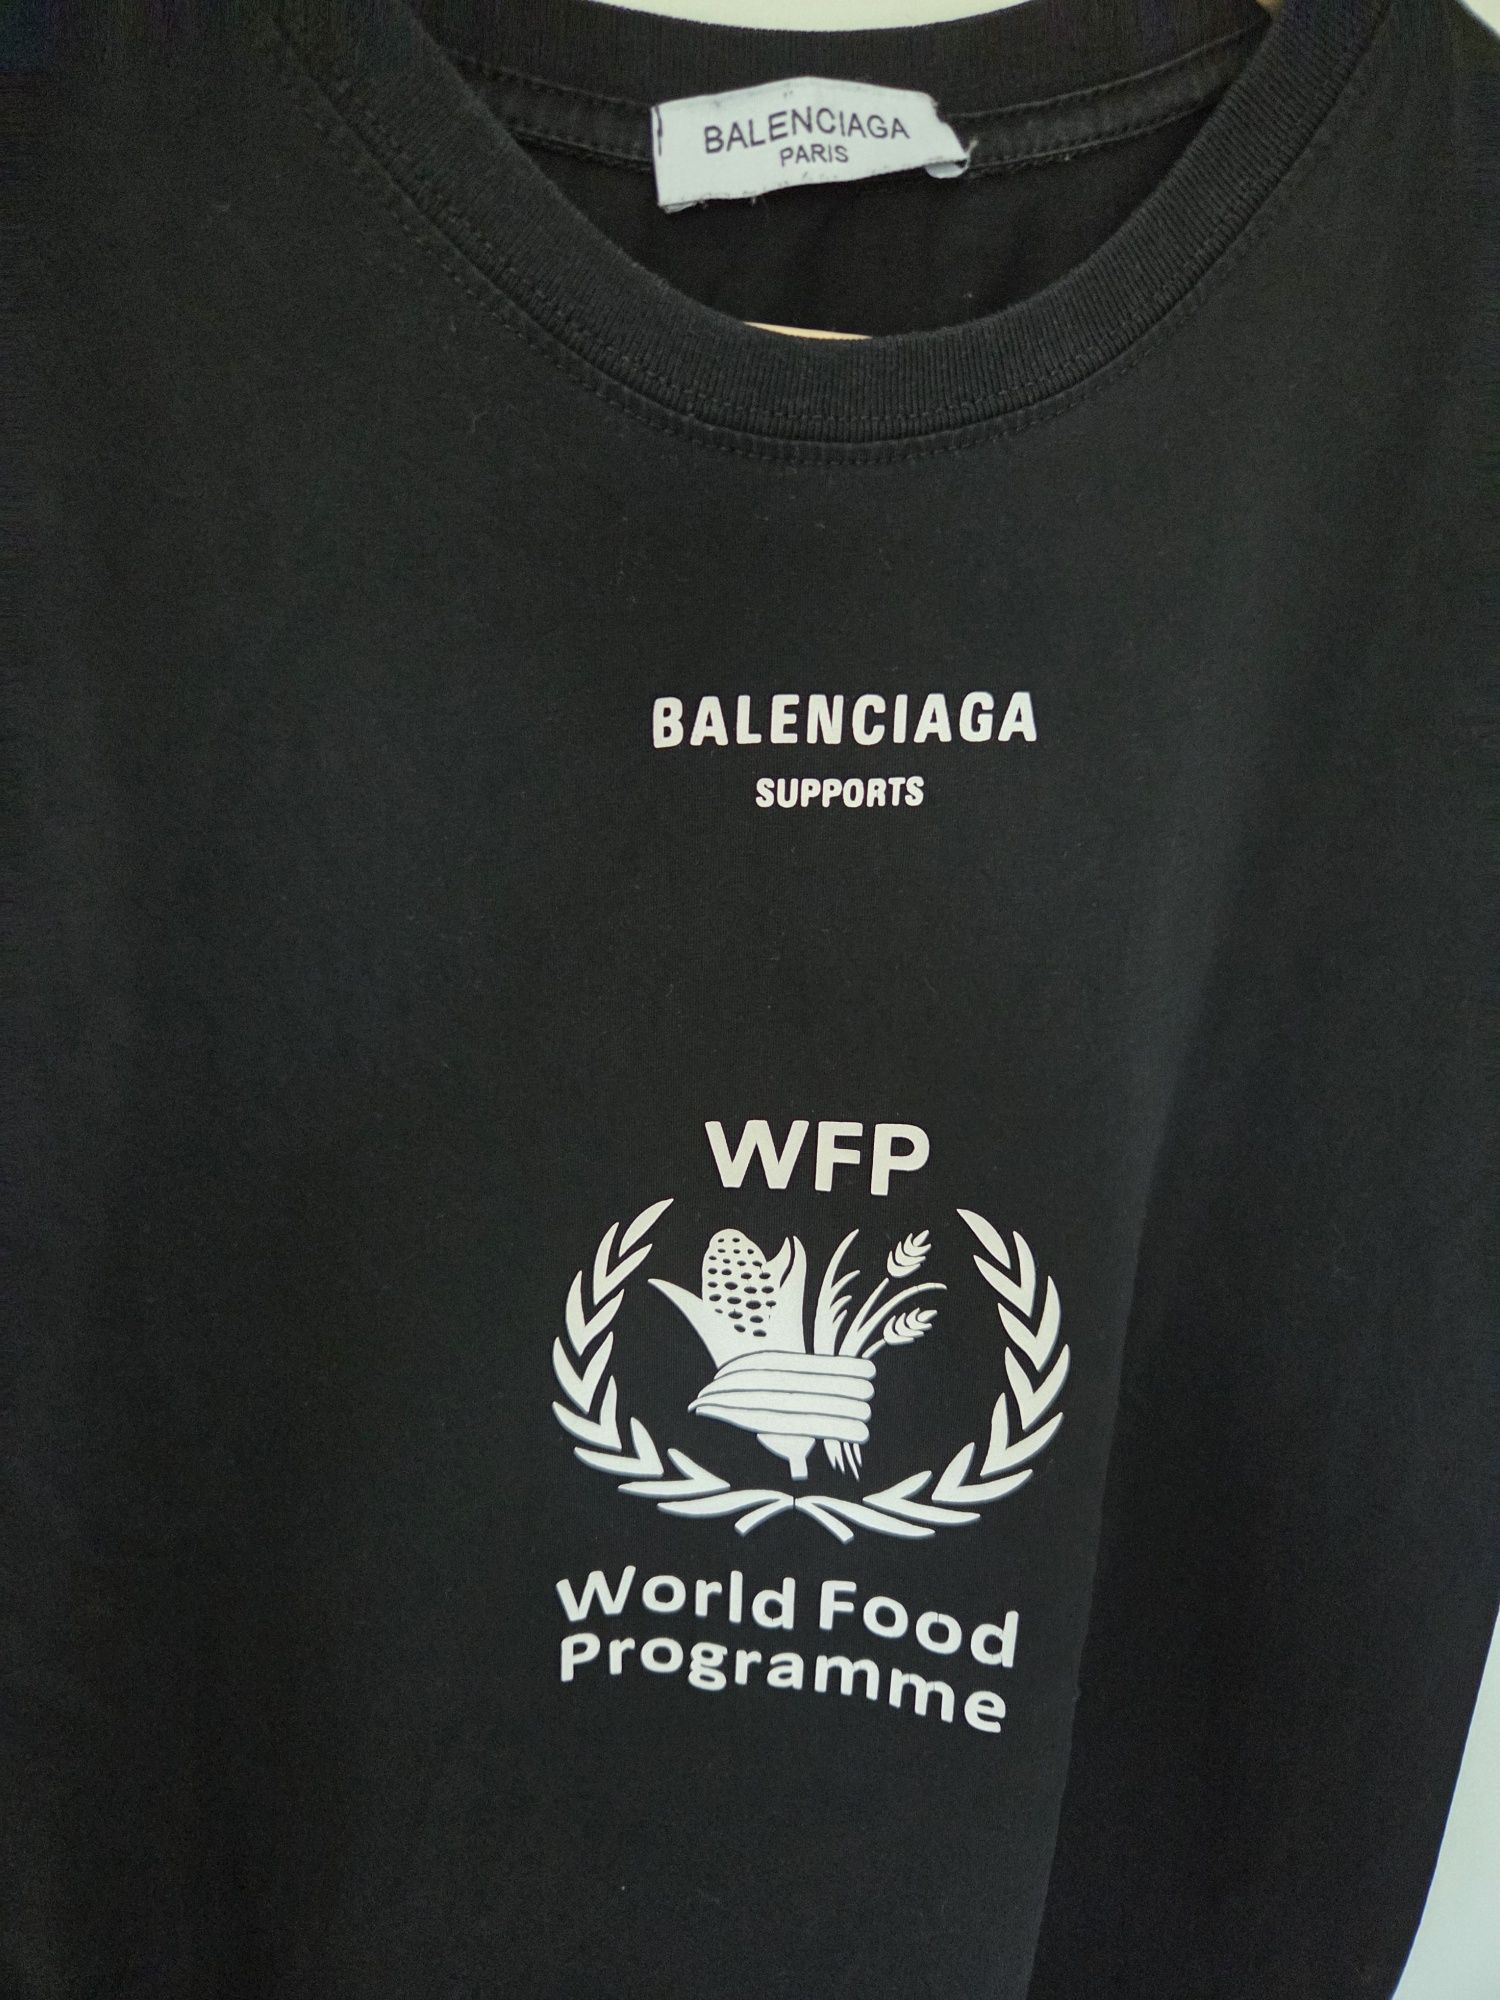 BALENCIAGA
PARIS
BALENCIAGA
SUPPORTS
WFP
World Food
Programme